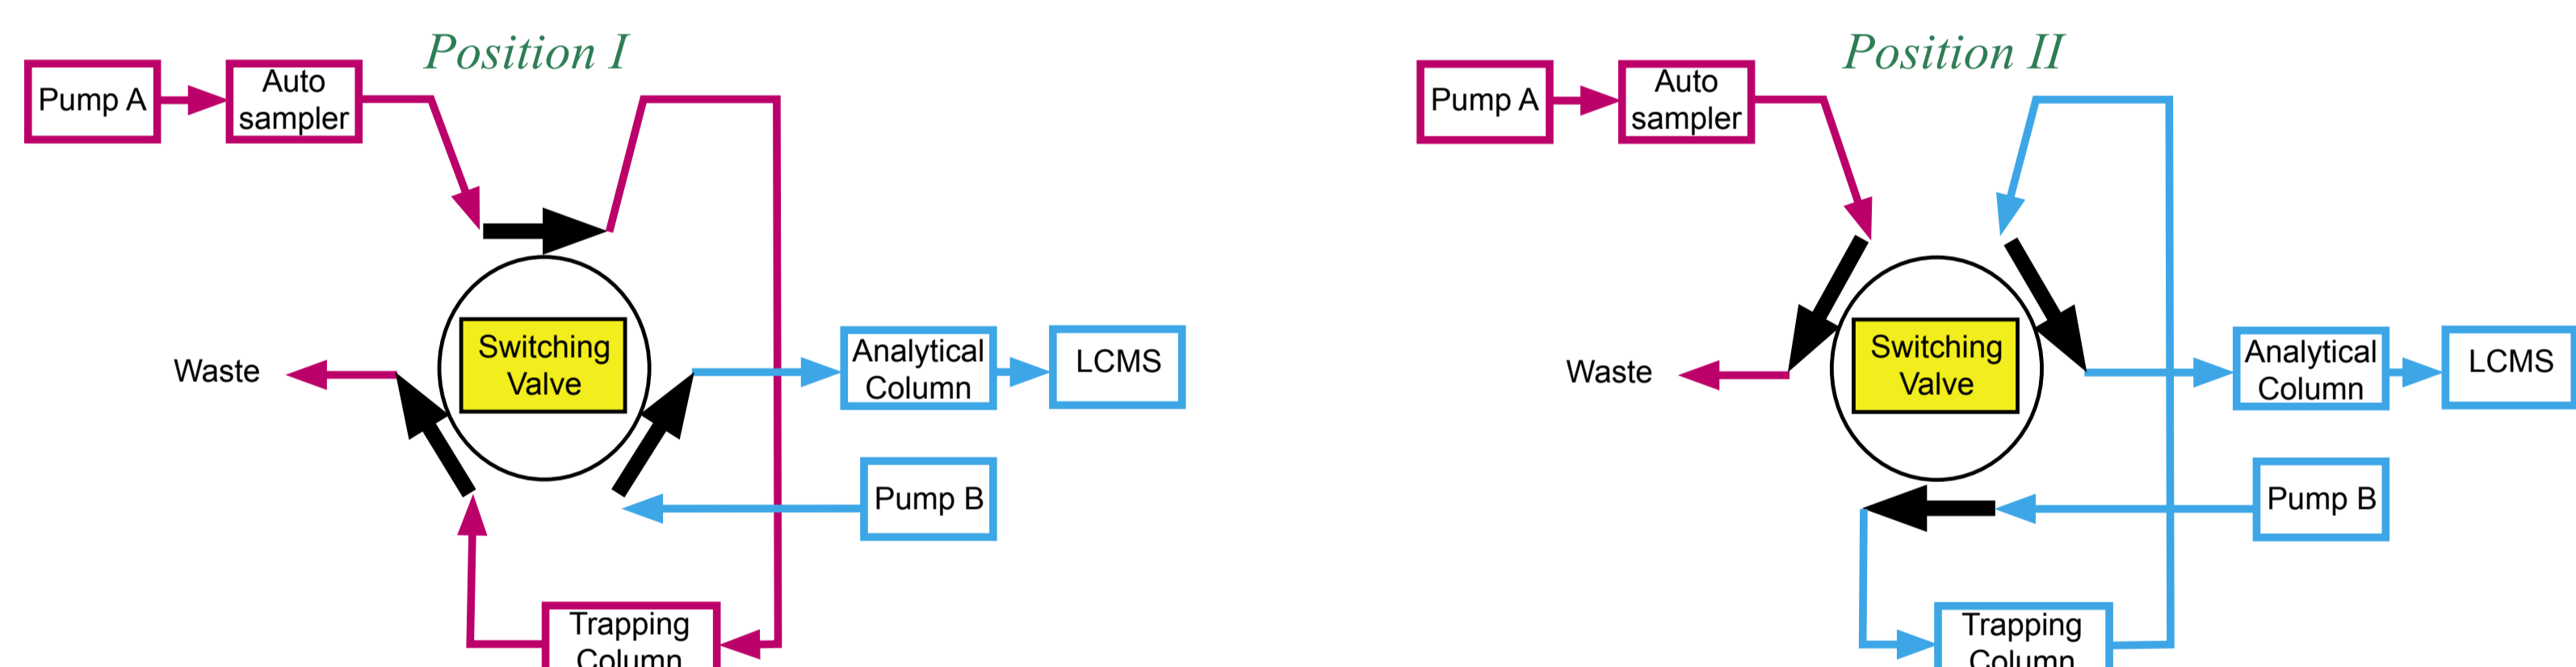 Position I
Pump A
Auto
sampler
Switching
Valve
Waste
Analytical
Column
LCMS
Pump B
Trapping
Column
Position II
Pump A
Auto
sampler
Switching
Valve
Waste
Analytical
Column
LCMS
Pump B
Trapping
Column